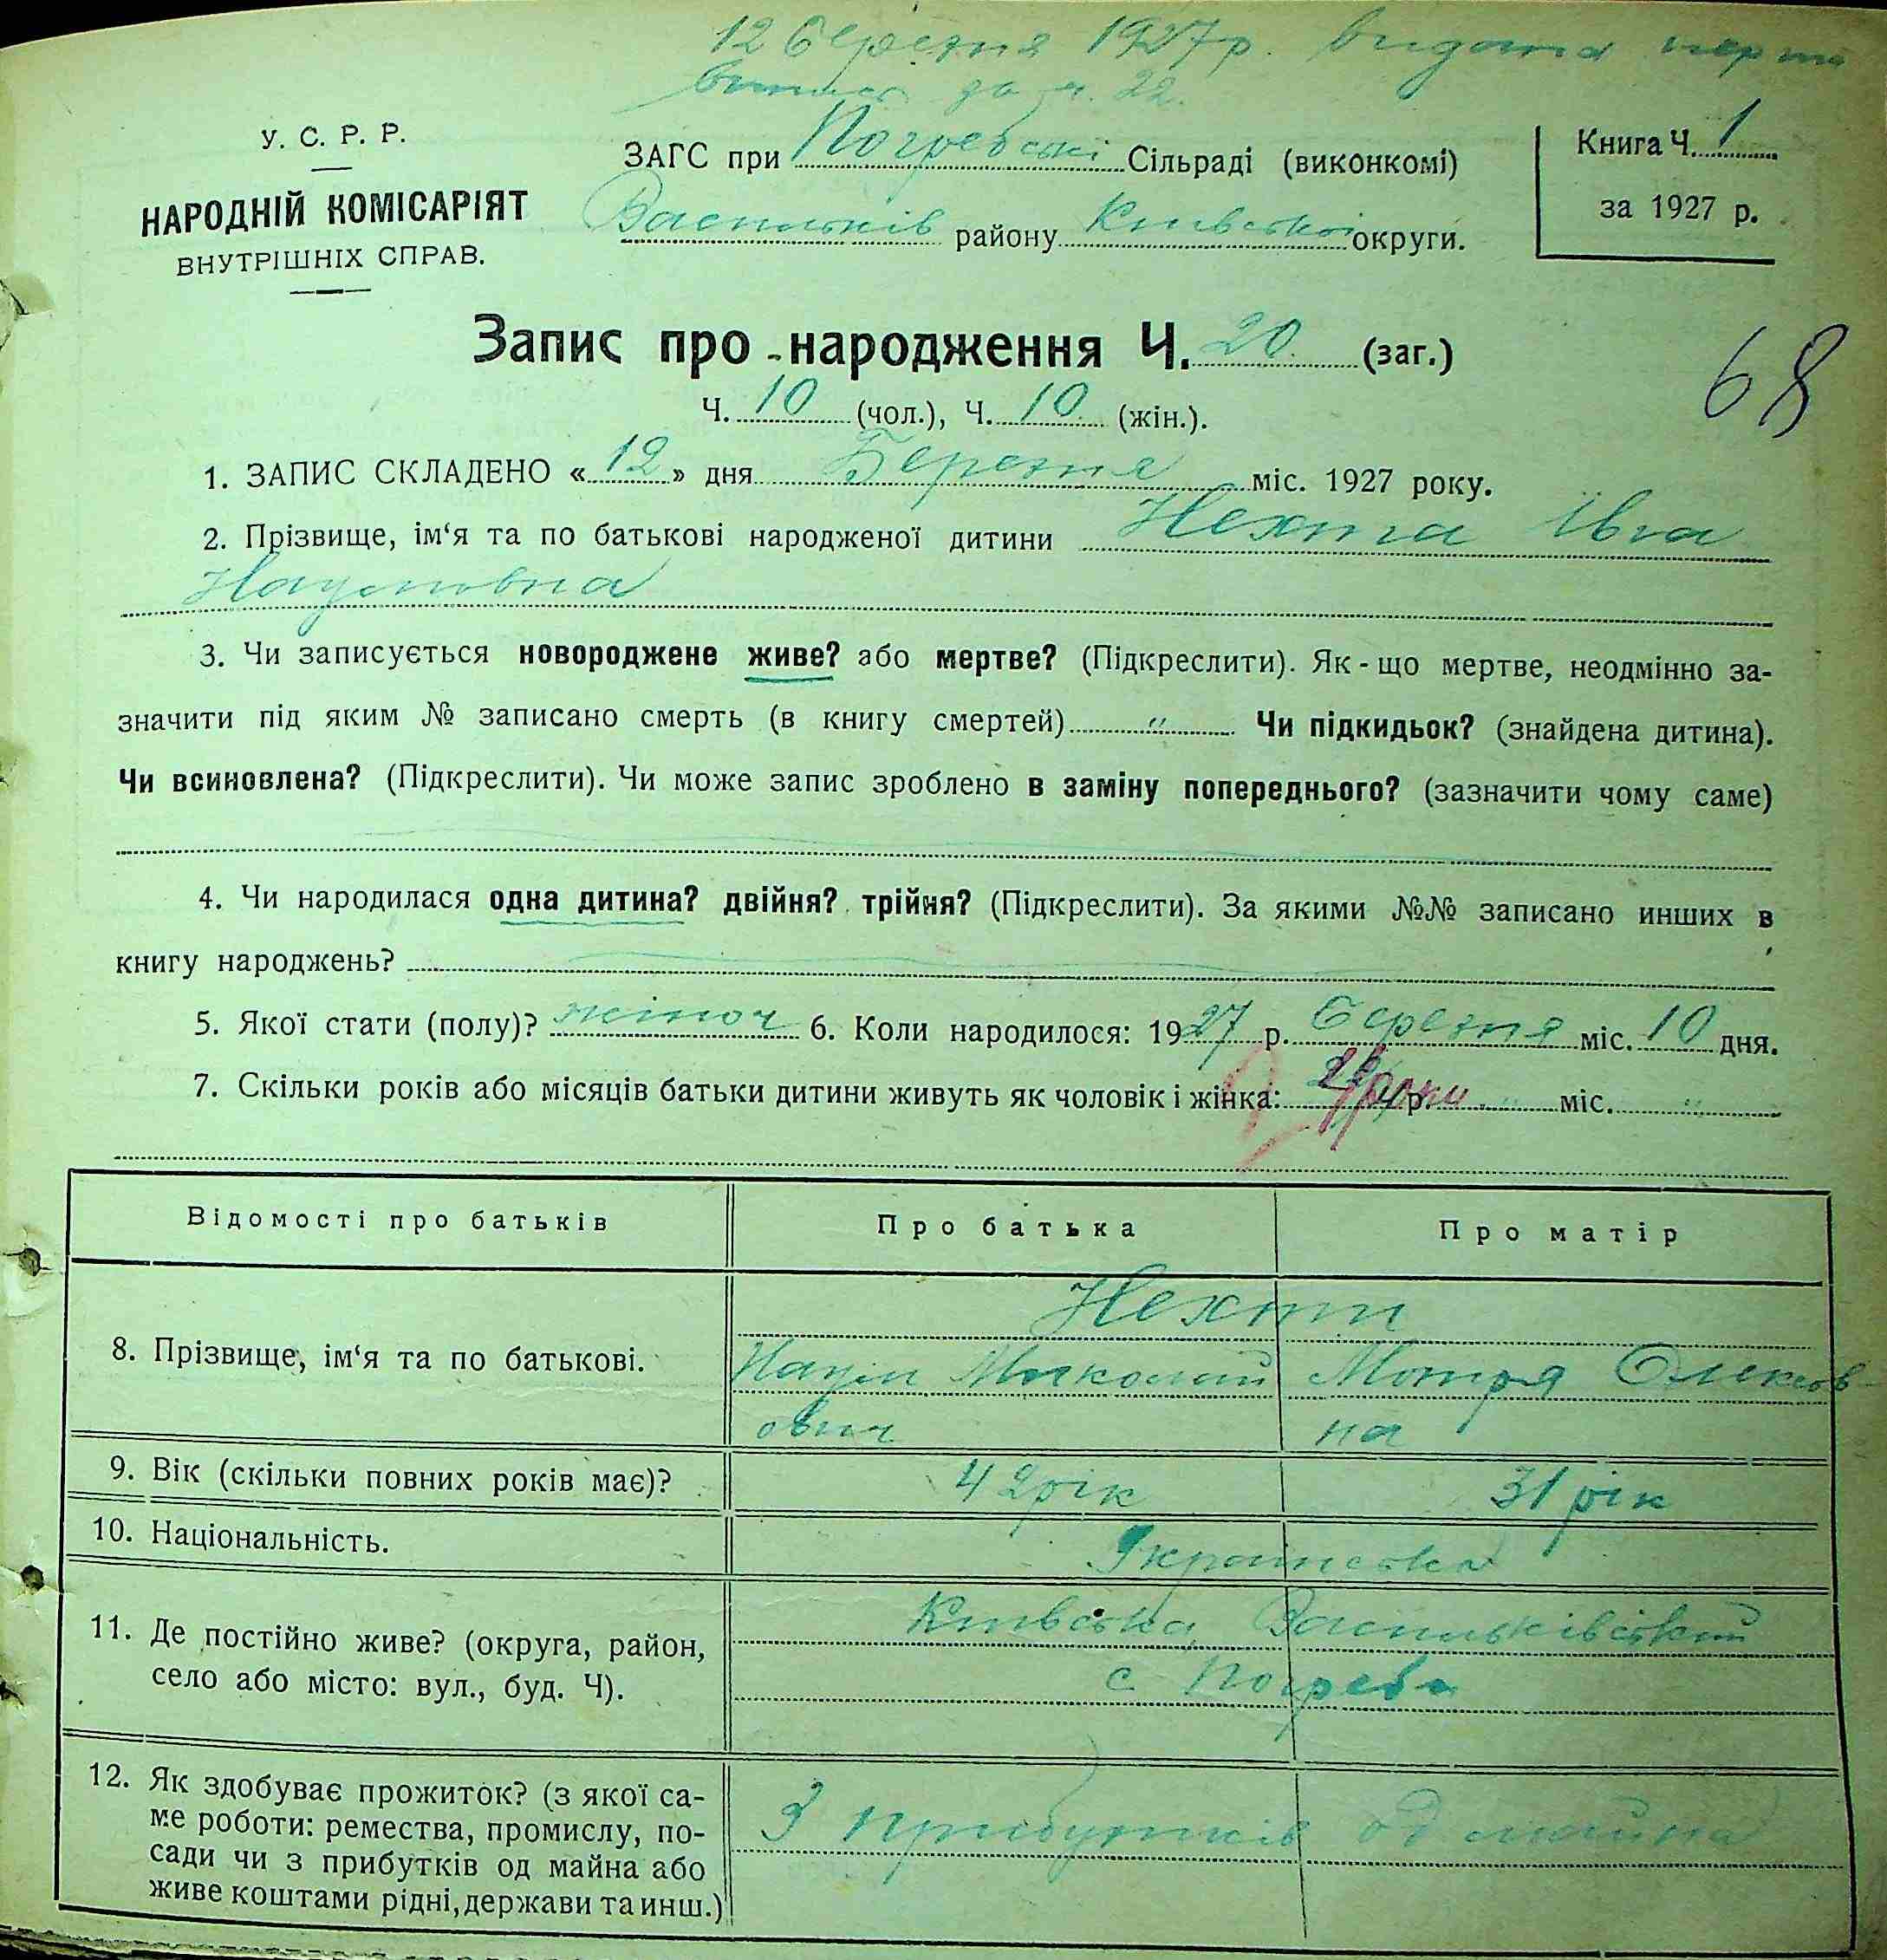 12 березня 1927 р. видана перша
виписъ за ч. 22.
У. С. Р. Р.
НАРОДНІЙ КОМІСАРІЯТ
ВНУТРІШНІХ СПРАВ.
ЗАГС при Погребські Сільраді (виконкомі)
Васильків району Київської округи.
Книга Ч. 1
за 1927 р.
Запис про народження Ч. 20 (заг.)
68
Ч. 10 (чол.), Ч. 10 (жін.).
1. ЗАПИС СКЛАДЕНО « 12 » дня Березня міс. 1927 року.
2. Прізвище, ім‘я та по батькові народженої дитини Нехта Івга
Наумовна
3. Чи записується новороджене живе? або мертве? (Підкреслити). Як-що мертве, неодмінно за-
значити під яким № записано смерть (в книгу смертей) „ Чи підкидьок? (знайдена дитина).
Чи всиновлена? (Підкреслити). Чи може запис зроблено в заміну попереднього? (зазначити чому саме)
4. Чи народилася одна дитина? двійня? трійня? (Підкреслити). За якими №№ записано инших в
книгу народжень?
5. Якої стати (полу)? жіноч 6. Коли народилося: 1927 р. березня міс. 10 дня.
7. Скільки років або місяців батьки дитини живуть як чоловік і жінка: р. „ міс. „
Відомості про батьків Про батька Про матір
Нехти
8. Прізвище, ім‘я та по батькові. Наум Миколай Мотря Олексов-
ович на
9. Вік (скільки повних років має)? 42 рік 31 рік
10. Національність. Українська
11. Де постійно живе? (округа, район,
село або місто: вул., буд. Ч).
Київська, Васильківський
с Погреби
12. Як здобуває прожиток? (з якої са-
ме роботи: ремества, промислу, по-
сади чи з прибутків од майна або
живе коштами рідні, держави та инш.)
З прибутків од майна